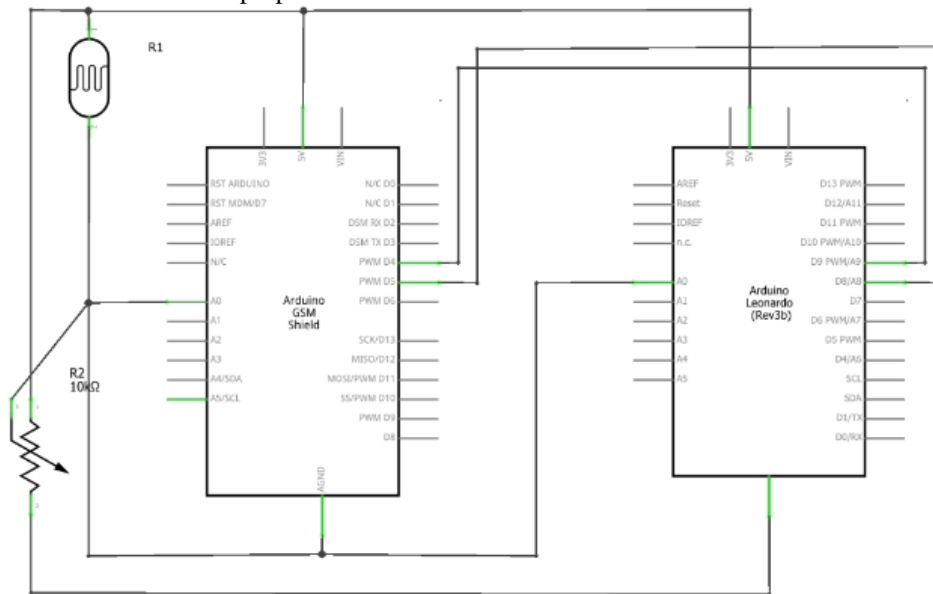 R1
3V3
5V
VIN
RST ARDUINO
RST MDM/D7
AREF
IOREF
N/C
A0
A1
A2
A3
A4/SDA
A5/SCL
N/C D0
N/C D1
DSM RX D2
DSM TX D3
PWM D4
PWM D5
PWM D6
SCK/D13
MISO/D12
MOSI/PWM D11
SS/PWM D10
PWM D9
D8
Arduino
GSM
Shield
AGND
R2
10kΩ
3V3
5V
VIN
AREF
Reset
IOREF
n.c.
A0
A1
A2
A3
A4
A5
D13 PWM
D12/A11
D11 PWM
D10 PWM/A10
D9 PWM/A9
D8/A8
D7
D6 PWM/A7
D5 PWM
D4/A6
SCL
SDA
D1/TX
D0/RX
Arduino
Leonardo
(Rev3b)